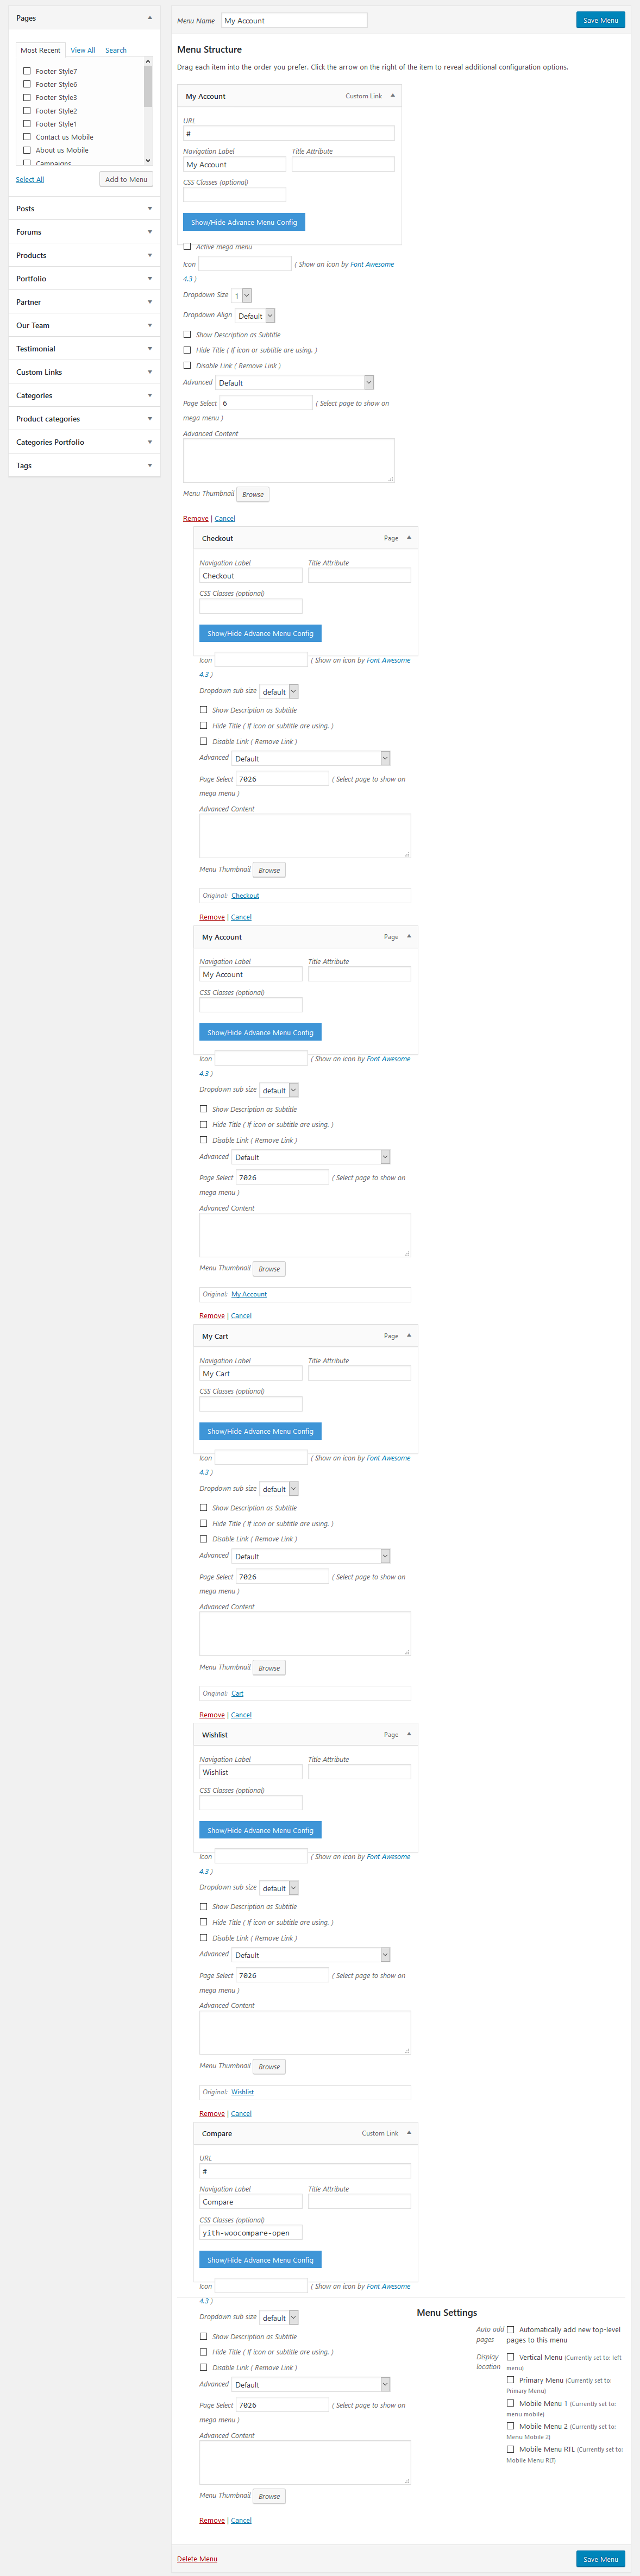 Pages
Most Recent View All Search
Footer Style7
Footer Style6
Footer Style3
Footer Style2
Footer Style1
Contact us Mobile
About us Mobile
Campaigns
Select All Add to Menu
Posts
Forums
Products
Portfolio
Partner
Our Team
Testimonial
Custom Links
Categories
Product categories
Categories Portfolio
Tags
Menu Name My Account Save Menu
Menu Structure
Drag each item into the order you prefer. Click the arrow on the right of the item to reveal additional configuration options.
My Account Custom Link
URL
#
Navigation Label Title Attribute
My Account
CSS Classes (optional)
Show/Hide Advance Menu Config
Active mega menu
Icon ( Show an icon by Font Awesome
4.3 )
Dropdown Size 1
Dropdown Align Default
Show Description as Subtitle
Hide Title ( If icon or subtitle are using. )
Disable Link ( Remove Link )
Advanced Default
Page Select 6 ( Select page to show on
mega menu )
Advanced Content
Menu Thumbnail Browse
Remove | Cancel
Checkout Page
Navigation Label Title Attribute
Checkout
CSS Classes (optional)
Show/Hide Advance Menu Config
Icon ( Show an icon by Font Awesome
4.3 )
Dropdown sub size default
Show Description as Subtitle
Hide Title ( If icon or subtitle are using. )
Disable Link ( Remove Link )
Advanced Default
Page Select 7026 ( Select page to show on
mega menu )
Advanced Content
Menu Thumbnail Browse
Original: Checkout
Remove | Cancel
My Account Page
Navigation Label Title Attribute
My Account
CSS Classes (optional)
Show/Hide Advance Menu Config
Icon ( Show an icon by Font Awesome
4.3 )
Dropdown sub size default
Show Description as Subtitle
Hide Title ( If icon or subtitle are using. )
Disable Link ( Remove Link )
Advanced Default
Page Select 7026 ( Select page to show on
mega menu )
Advanced Content
Menu Thumbnail Browse
Original: My Account
Remove | Cancel
My Cart Page
Navigation Label Title Attribute
My Cart
CSS Classes (optional)
Show/Hide Advance Menu Config
Icon ( Show an icon by Font Awesome
4.3 )
Dropdown sub size default
Show Description as Subtitle
Hide Title ( If icon or subtitle are using. )
Disable Link ( Remove Link )
Advanced Default
Page Select 7026 ( Select page to show on
mega menu )
Advanced Content
Menu Thumbnail Browse
Original: Cart
Remove | Cancel
Wishlist Page
Navigation Label Title Attribute
Wishlist
CSS Classes (optional)
Show/Hide Advance Menu Config
Icon ( Show an icon by Font Awesome
4.3 )
Dropdown sub size default
Show Description as Subtitle
Hide Title ( If icon or subtitle are using. )
Disable Link ( Remove Link )
Advanced Default
Page Select 7026 ( Select page to show on
mega menu )
Advanced Content
Menu Thumbnail Browse
Original: Wishlist
Remove | Cancel
Compare Custom Link
URL
#
Navigation Label Title Attribute
Compare
CSS Classes (optional)
yith-woocompare-open
Show/Hide Advance Menu Config
Icon ( Show an icon by Font Awesome
4.3 )
Dropdown sub size default
Show Description as Subtitle
Hide Title ( If icon or subtitle are using. )
Disable Link ( Remove Link )
Advanced Default
Page Select 7026 ( Select page to show on
mega menu )
Advanced Content
Menu Thumbnail Browse
Remove | Cancel
Menu Settings
Auto add pages
Automatically add new top-level
pages to this menu
Display location
Vertical Menu (Currently set to: left
menu)
Primary Menu (Currently set to:
Primary Menu)
Mobile Menu 1 (Currently set to:
menu mobile)
Mobile Menu 2 (Currently set to:
Menu Mobile 2)
Mobile Menu RTL (Currently set to:
Mobile Menu RLT)
Delete Menu Save Menu